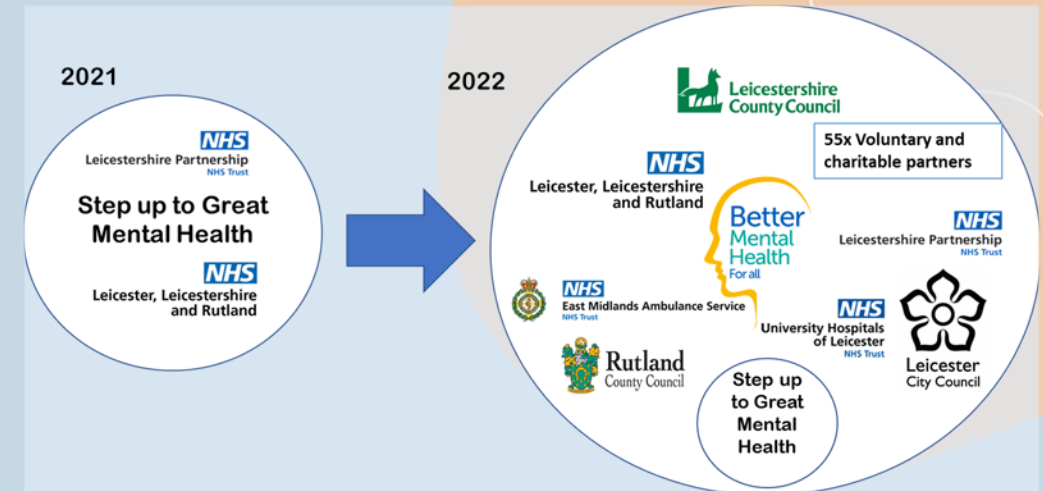 2021
NHS
Leicestershire Partnership
NHS Trust
Step up to Great
Mental Health
NHS
Leicester, Leicestershire
and Rutland
2022
Leicestershire
County Council
55x Voluntary and
charitable partners
NHS
Leicester, Leicestershire
and Rutland
Better
Mental
Health
For all
NHS
Leicestershire Partnership
NHS Trust
NHS
East Midlands Ambulance Service
NHS Trust
NHS
University Hospitals
of Leicester
NHS Trust
Rutland
County Council
Leicester
City Council
Step up
to Great
Mental
Health